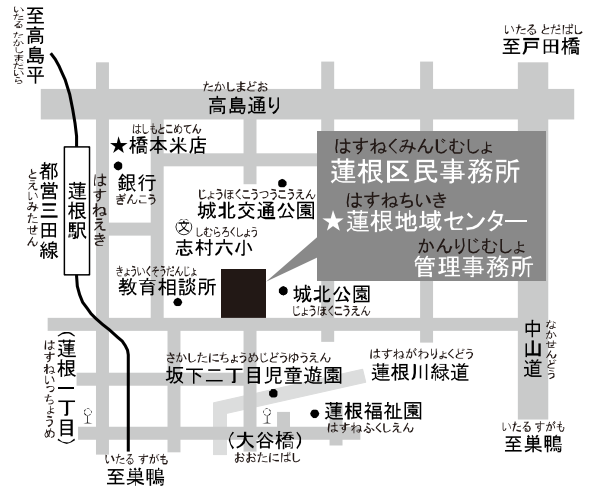 至高島平
いたる たかしまだいら
いたる とだばし
至戸田橋
たかしまどお
高島通り
はしもとこめてん
★橋本米店
銀行
ぎんこう
蓮根駅
はすねえき
都営三田線
とえいみたせん
はすねくみんじむしょ
蓮根区民事務所
はすねちいき
★蓮根地域センター
かんりじむしょ
管理事務所
じょうほくこうつうこうえん
城北交通公園
文
しむらろくしょう
志村六小
きょういくそうだんじょ
教育相談所
城北公園
じょうほくこうえん
中山道
なかせんどう
さかしたにちょうめじどうゆうえん
坂下二丁目児童遊園
はすねがわりょくどう
蓮根川緑道
(蓮根一丁目)
はすねいっちょうめ
蓮根福祉園
はすねふくしえん
(大谷橋)
おおたにばし
いたる すがも
至巣鴨
いたる すがも
至巣鴨